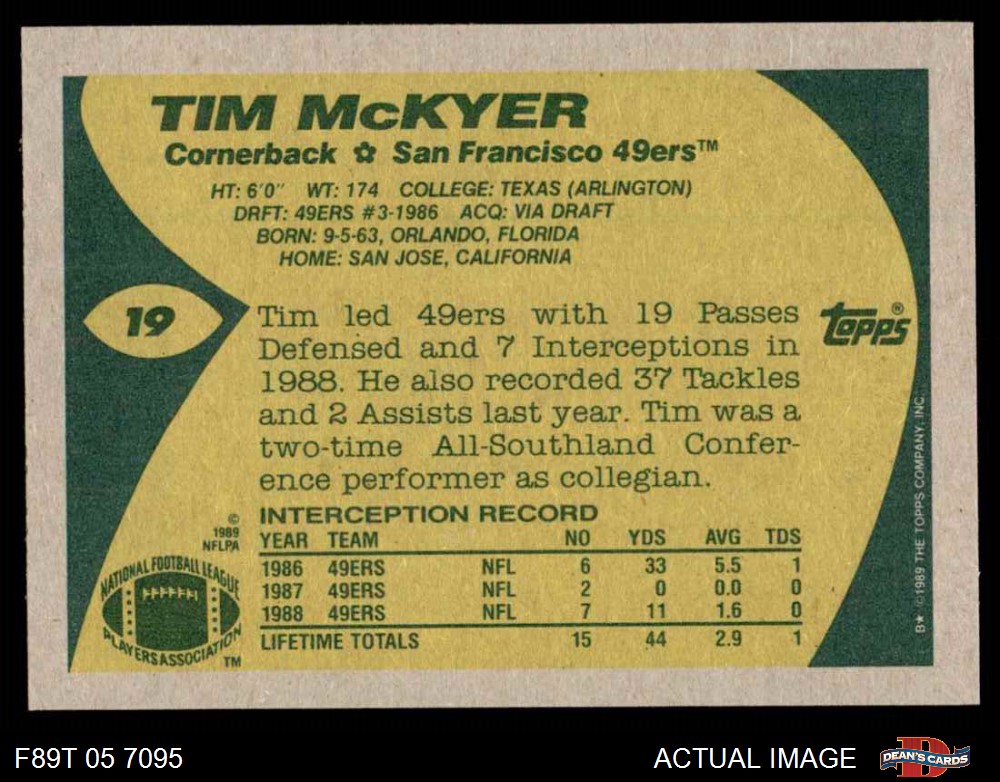 TIM McKYER
Cornerback ✿ San Francisco 49ers™
HT: 6'0" WT: 174 COLLEGE: TEXAS (ARLINGTON)
DRFT: 49ERS #3-1986 ACQ: VIA DRAFT
BORN: 9-5-63, ORLANDO, FLORIDA
HOME: SAN JOSE, CALIFORNIA
19
Tim led 49ers with 19 Passes
Defensed and 7 Interceptions in
1988. He also recorded 37 Tackles
and 2 Assists last year. Tim was a
two-time All-Southland Confer-
ence performer as collegian.
topps®
INTERCEPTION RECORD
YEAR TEAM NO YDS AVG TDS
1986 49ERS NFL 6 33 5.5 1
1987 49ERS NFL 2 0 0.0 0
1988 49ERS NFL 7 11 1.6 0
LIFETIME TOTALS 15 44 2.9 1
©
1989
NFLPA
NATIONAL FOOTBALL LEAGUE
PLAYERS ASSOCIATION
™
B★ ©1989 THE TOPPS COMPANY, INC.
F89T 05 7095
ACTUAL IMAGE
DEAN'S CARDS